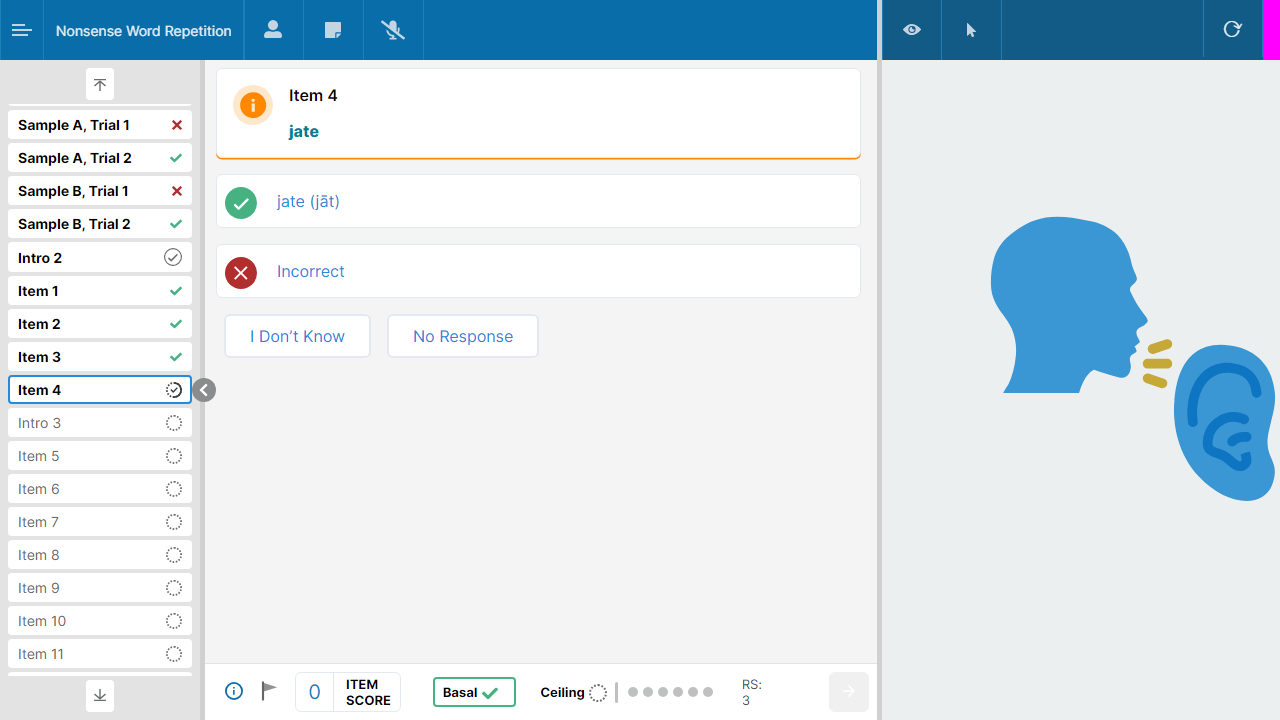 Nonsense Word Repetition
Sample A, Trial 1
Sample A, Trial 2
Sample B, Trial 1
Sample B, Trial 2
Intro 2
Item 1
Item 2
Item 3
Item 4
Intro 3
Item 5
Item 6
Item 7
Item 8
Item 9
Item 10
Item 11
Item 4
jate
jate (jāt)
Incorrect
I Don’t Know
No Response
0
ITEM
SCORE
Basal
Ceiling
RS:
3